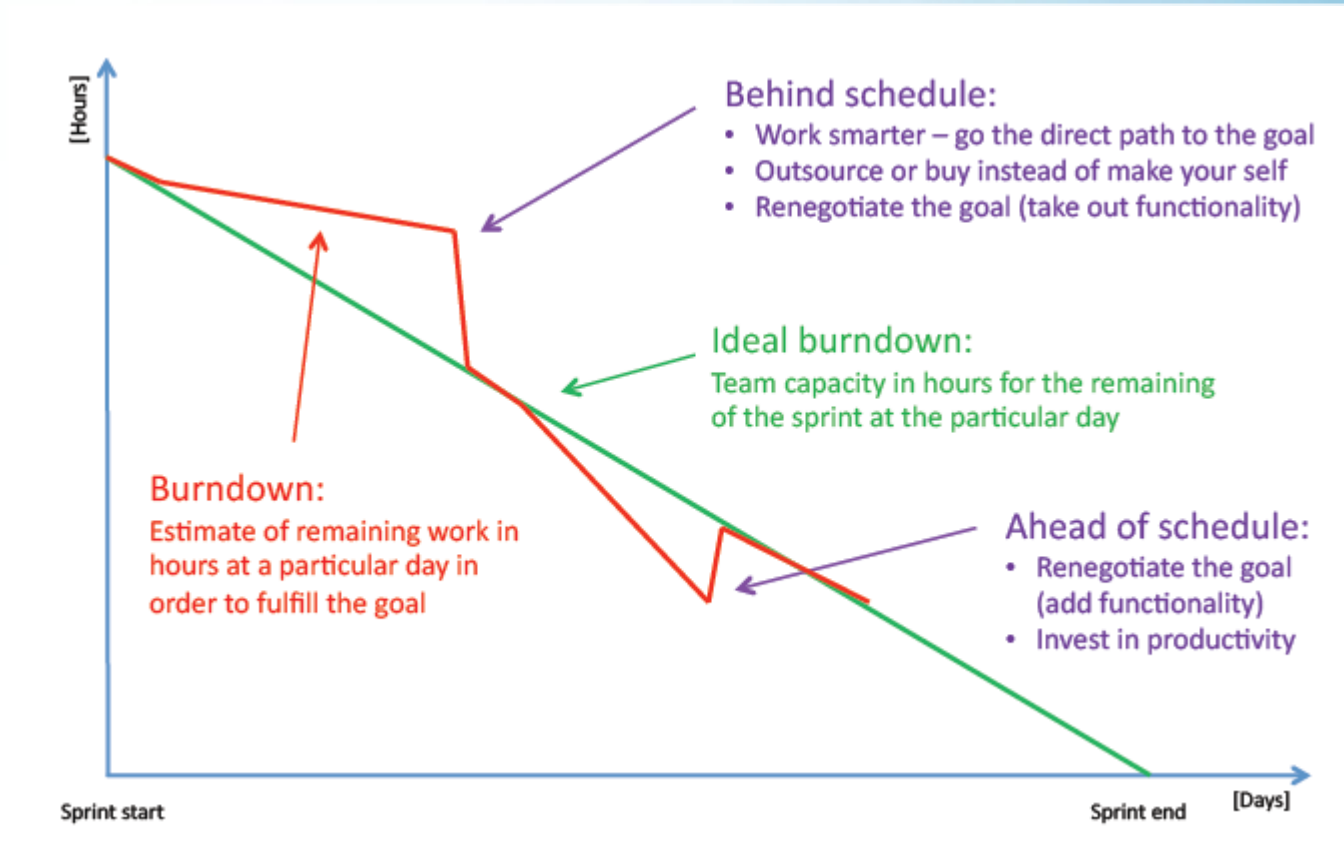 [Hours]
Behind schedule:
• Work smarter – go the direct path to the goal
• Outsource or buy instead of make your self
• Renegotiate the goal (take out functionality)
Ideal burndown:
Team capacity in hours for the remaining
of the sprint at the particular day
Burndown:
Estimate of remaining work in
hours at a particular day in
order to fulfill the goal
Ahead of schedule:
• Renegotiate the goal
(add functionality)
• Invest in productivity
Sprint start
Sprint end
[Days]